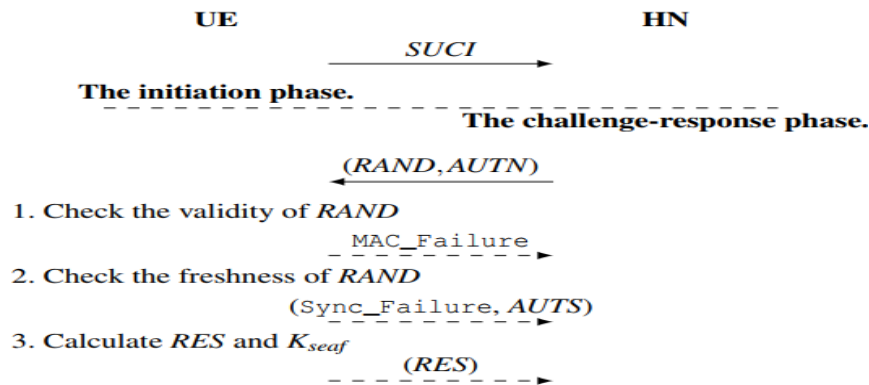 UE HN
SUCI
The initiation phase.
The challenge-response phase.
(RAND, AUTN)
1. Check the validity of RAND
MAC_Failure
2. Check the freshness of RAND
(Sync_Failure, AUTS)
3. Calculate RES and Kseaf
(RES)